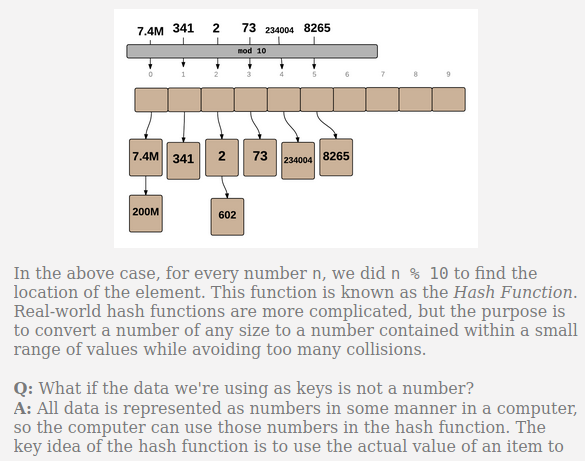 7.4M 341 2 73 234004 8265
mod 10
0 1 2 3 4 5 6 7 8 9
7.4M 341 2 73 234004 8265
200M 602
In the above case, for every number n, we did n % 10 to find the
location of the element. This function is known as the Hash Function.
Real-world hash functions are more complicated, but the purpose is
to convert a number of any size to a number contained within a small
range of values while avoiding too many collisions.
Q: What if the data we're using as keys is not a number?
A: All data is represented as numbers in some manner in a computer,
so the computer can use those numbers in the hash function. The
key idea of the hash function is to use the actual value of an item to